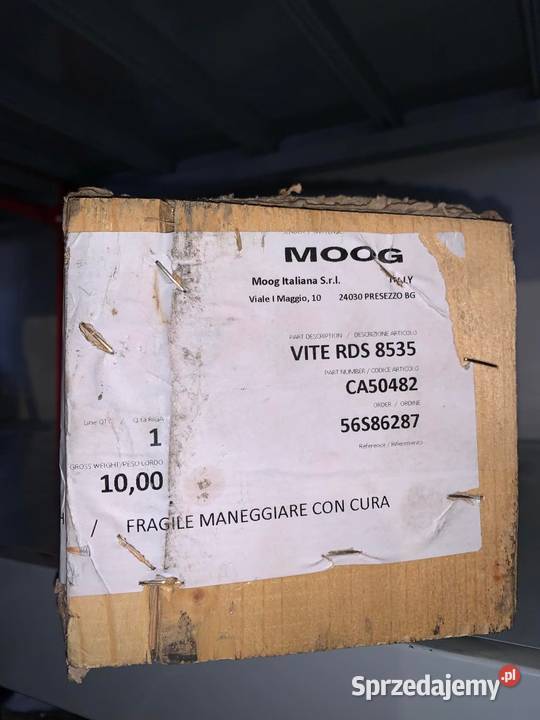 MOOG
Moog Italiana S.r.l. ITALY
Viale I Maggio, 10 24030 PRESEZZO BG
PART DESCRIPTION / DESCRIZIONE ARTICOLO
VITE RDS 8535
PART NUMBER / CODICE ARTICOLO
CA50482
ORDER / ORDINE
56S86287
Reference / Riferimento
Line QTY / Q.tà RIGA
1
GROSS WEIGHT/PESO LORDO
10,00
/ FRAGILE MANEGGIARE CON CURA
Sprzedajemy.pl